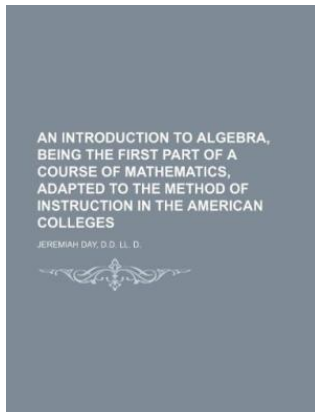 AN INTRODUCTION TO ALGEBRA,
BEING THE FIRST PART OF A
COURSE OF MATHEMATICS,
ADAPTED TO THE METHOD OF
INSTRUCTION IN THE AMERICAN
COLLEGES
JEREMIAH DAY, D.D. LL. D.